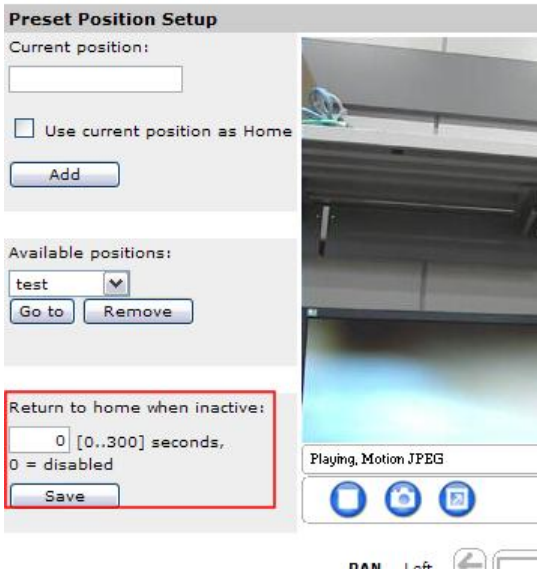 Preset Position Setup
Current position:
Use current position as Home
Add
Available positions:
test
Go to Remove
Return to home when inactive:
0 [0..300] seconds,
0 = disabled
Save
Playing, Motion JPEG
PAN Left